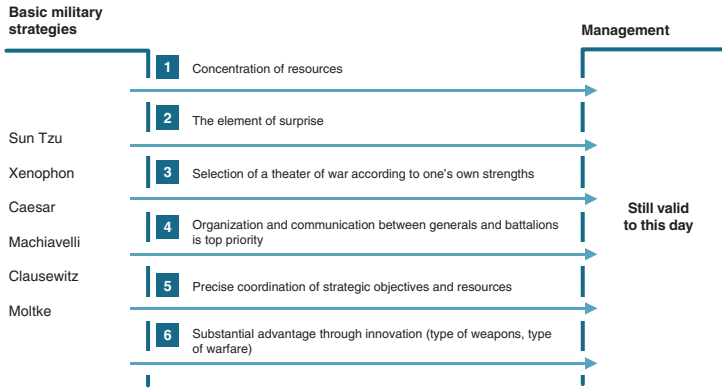 Basic military
strategies
Management
1 Concentration of resources
2 The element of surprise
Sun Tzu
Xenophon
Caesar
Machiavelli
Clausewitz
Moltke
3 Selection of a theater of war according to one's own strengths
4 Organization and communication between generals and battalions
is top priority
5 Precise coordination of strategic objectives and resources
6 Substantial advantage through innovation (type of weapons, type
of warfare)
Still valid
to this day